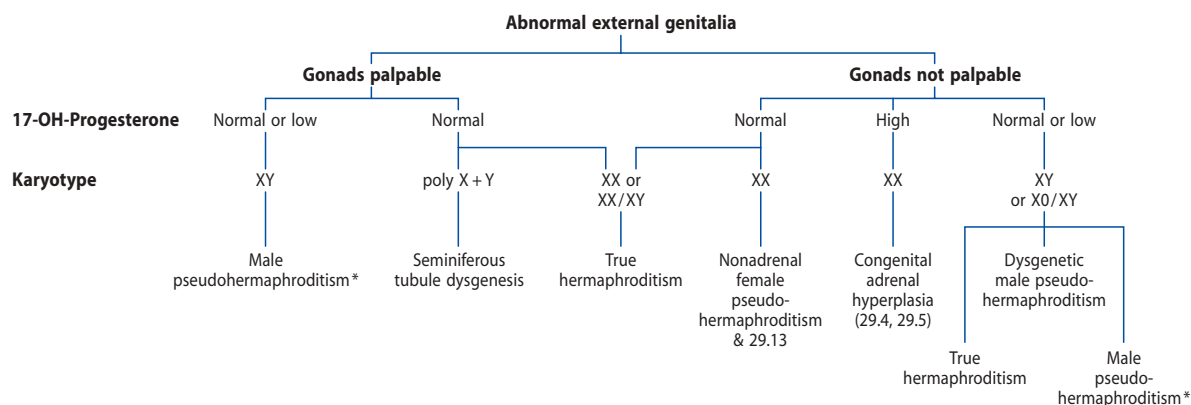 Abnormal external genitalia
Gonads palpable
Gonads not palpable
17-OH-Progesterone
Normal or low
Normal
Normal
High
Normal or low
Karyotype
XY
poly X + Y
XX or
XX/XY
XX
XX
XY
or X0/XY
Male
pseudohermaphroditism*
Seminiferous
tubule dysgenesis
True
hermaphroditism
Nonadrenal
female
pseudo-
hermaphroditism
& 29.13
Congenital
adrenal
hyperplasia
(29.4, 29.5)
Dysgenetic
male pseudo-
hermaphroditism
True
hermaphroditism
Male
pseudo-
hermaphroditism*